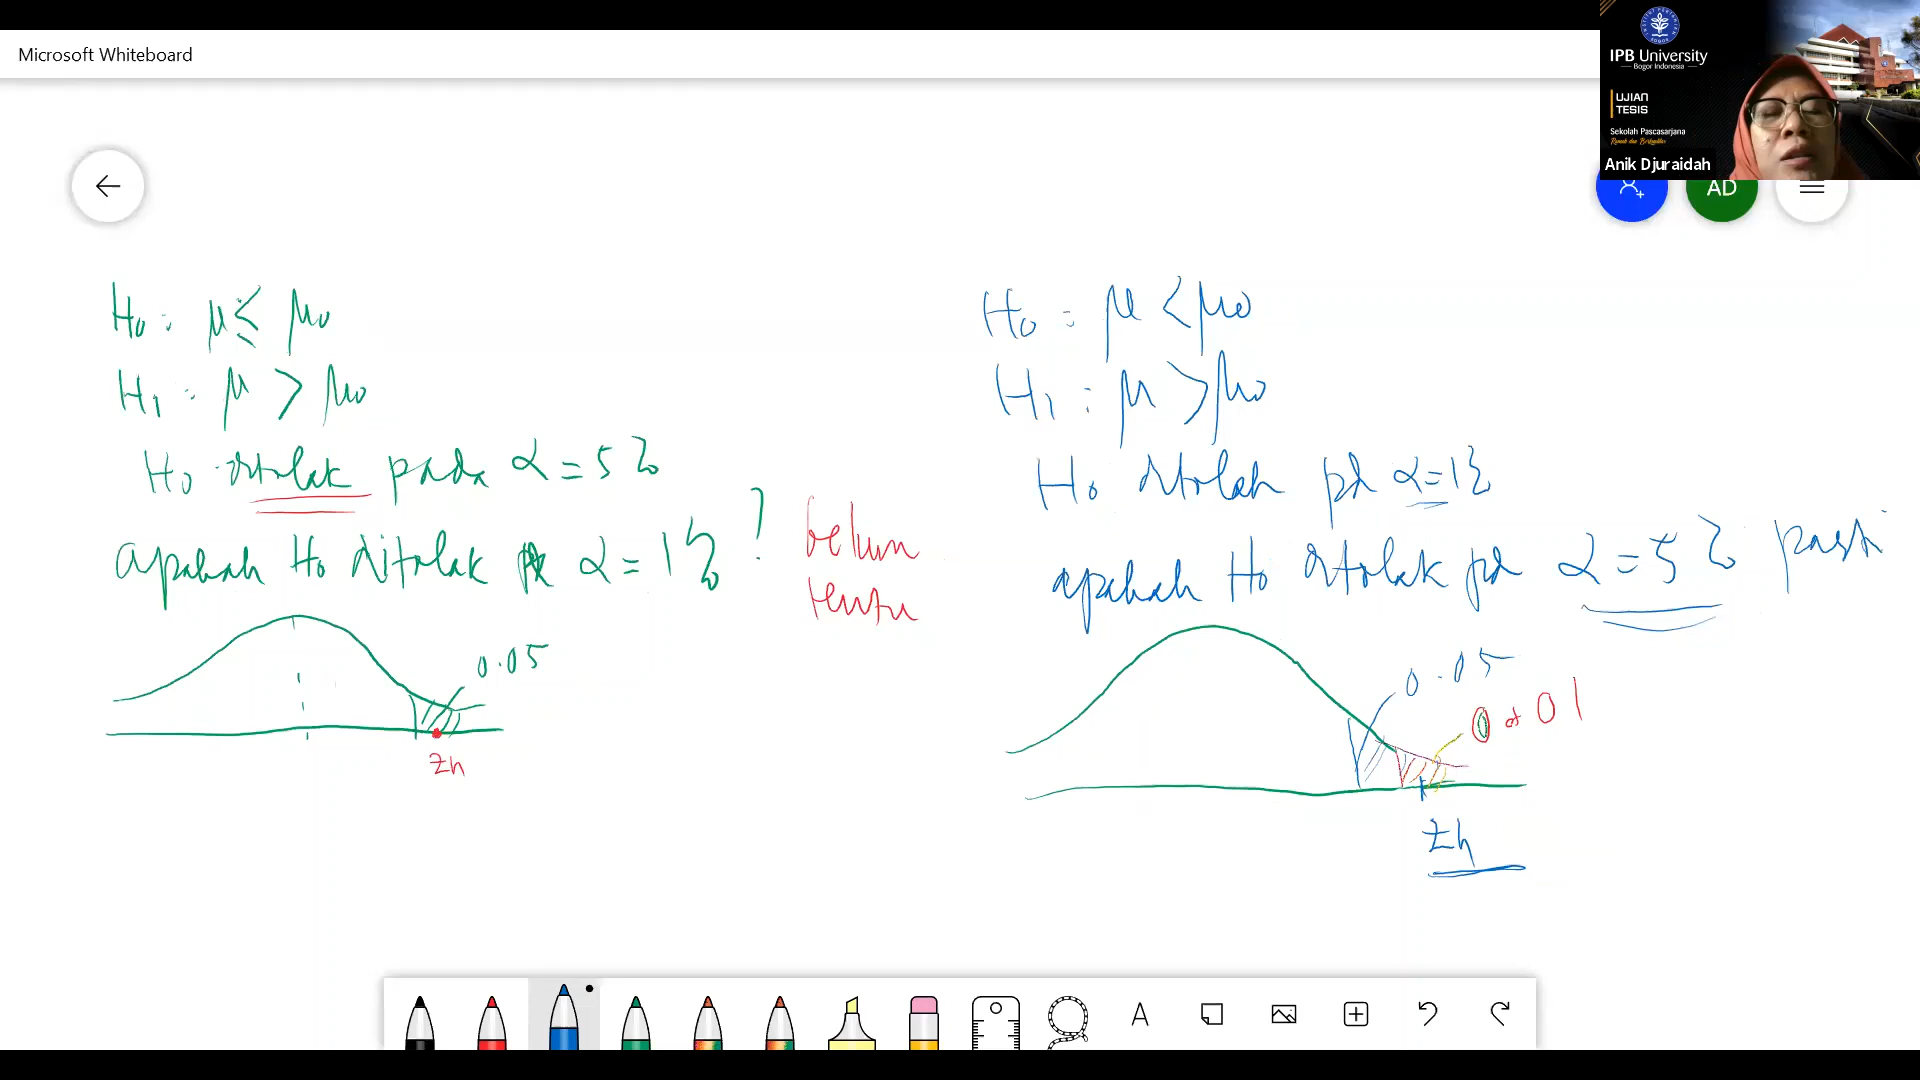 Microsoft Whiteboard
IPB University
Bogor Indonesia
UJIAN
TESIS
Sekolah Pascasarjana
Anik Djuraidah
AD
H0 : μ ≤ μ0
H1 : μ > μ0
H0 ditolak pada α = 5%
apakah H0 ditolak pd α = 1% ?
belum
tentu
0.05
Zh
H0 : μ < μ0
H1 : μ > μ0
H0 ditolak pd α = 1%
apakah H0 ditolak pd α = 5% pasti
0.05
0.01
Zh
A